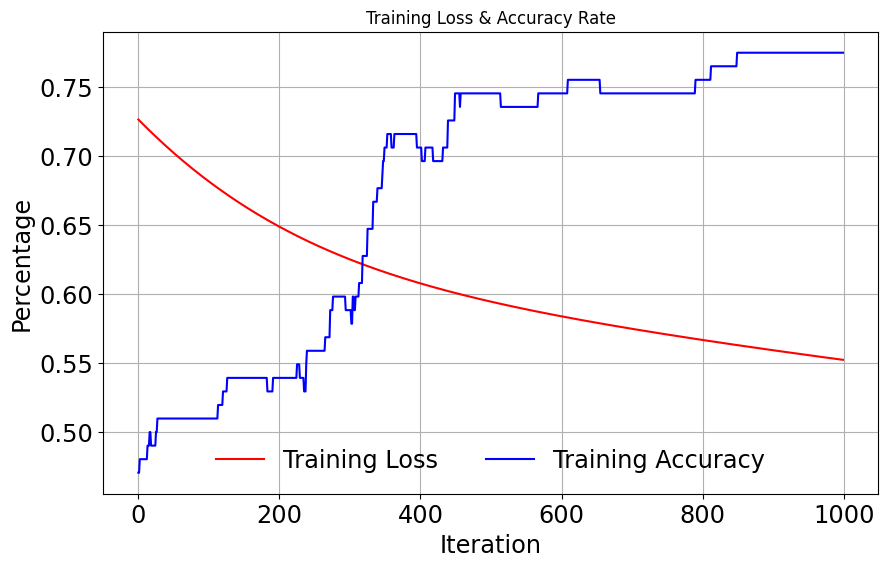 Training Loss & Accuracy Rate
Percentage
0.75
0.70
0.65
0.60
0.55
0.50
Training Loss
Training Accuracy
0 200 400 600 800 1000
Iteration